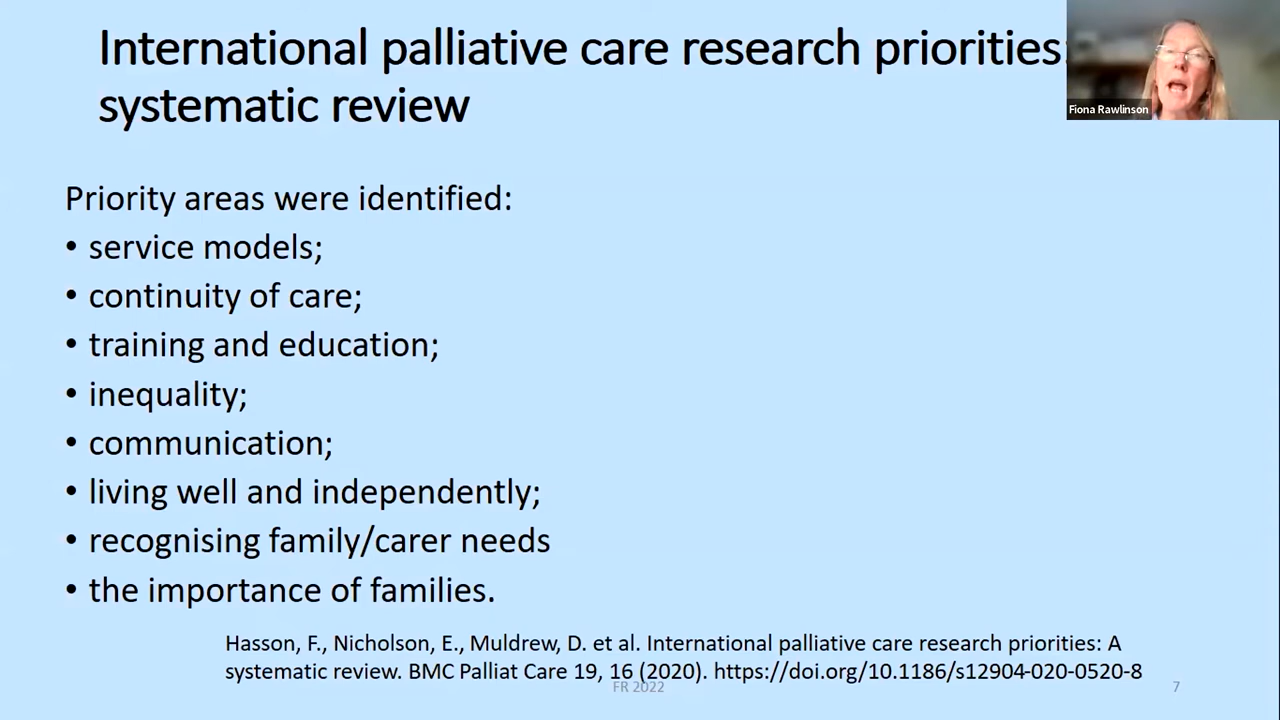 International palliative care research priorities:
systematic review
Fiona Rawlinson
Priority areas were identified:
• service models;
• continuity of care;
• training and education;
• inequality;
• communication;
• living well and independently;
• recognising family/carer needs
• the importance of families.
Hasson, F., Nicholson, E., Muldrew, D. et al. International palliative care research priorities: A
systematic review. BMC Palliat Care 19, 16 (2020). https://doi.org/10.1186/s12904-020-0520-8
FR 2022
7